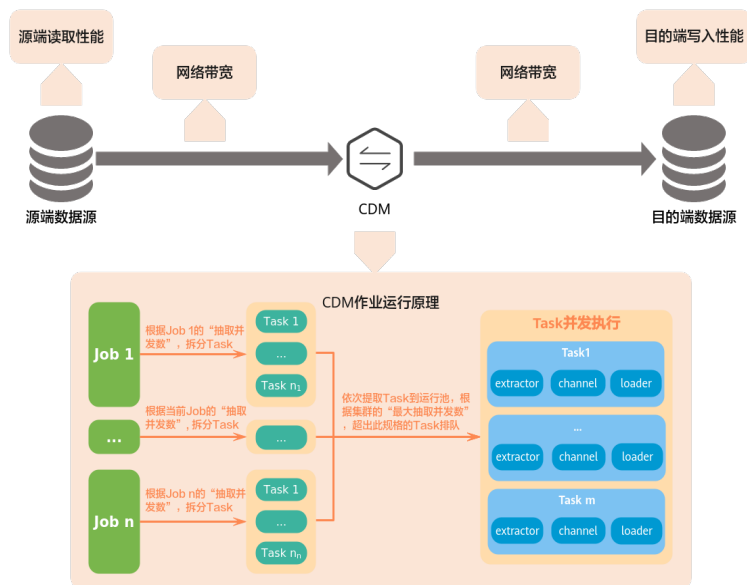 源端读取性能
网络带宽
网络带宽
目的端写入性能
源端数据源
CDM
目的端数据源
CDM作业运行原理
Job 1
根据Job 1的“抽取并
发数”，拆分Task
Task 1
...
Task n₁
...
根据当前Job的“抽取
并发数”, 拆分Task
...
Job n
根据Job n的“抽取并
发数”，拆分Task
Task 1
...
Task nₙ
依次提取Task到运行池，根
据集群的“最大抽取并发数”
，超出此规格的Task排队
Task并发执行
Task1
extractor channel loader
...
extractor channel loader
Task m
extractor channel loader